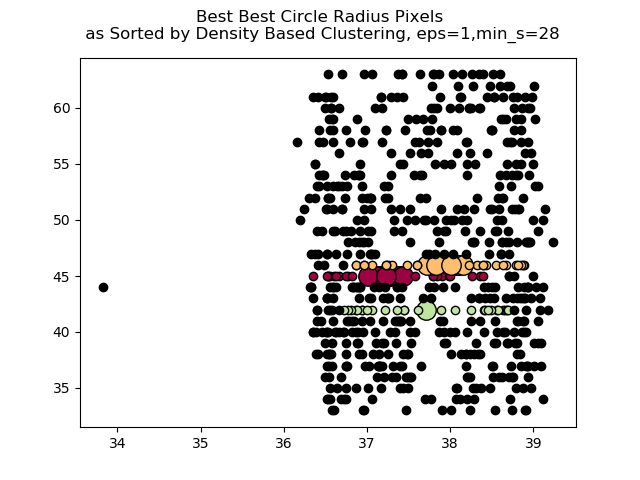 Best Best Circle Radius Pixels
as Sorted by Density Based Clustering, eps=1,min_s=28
60
55
50
45
40
35
34 35 36 37 38 39